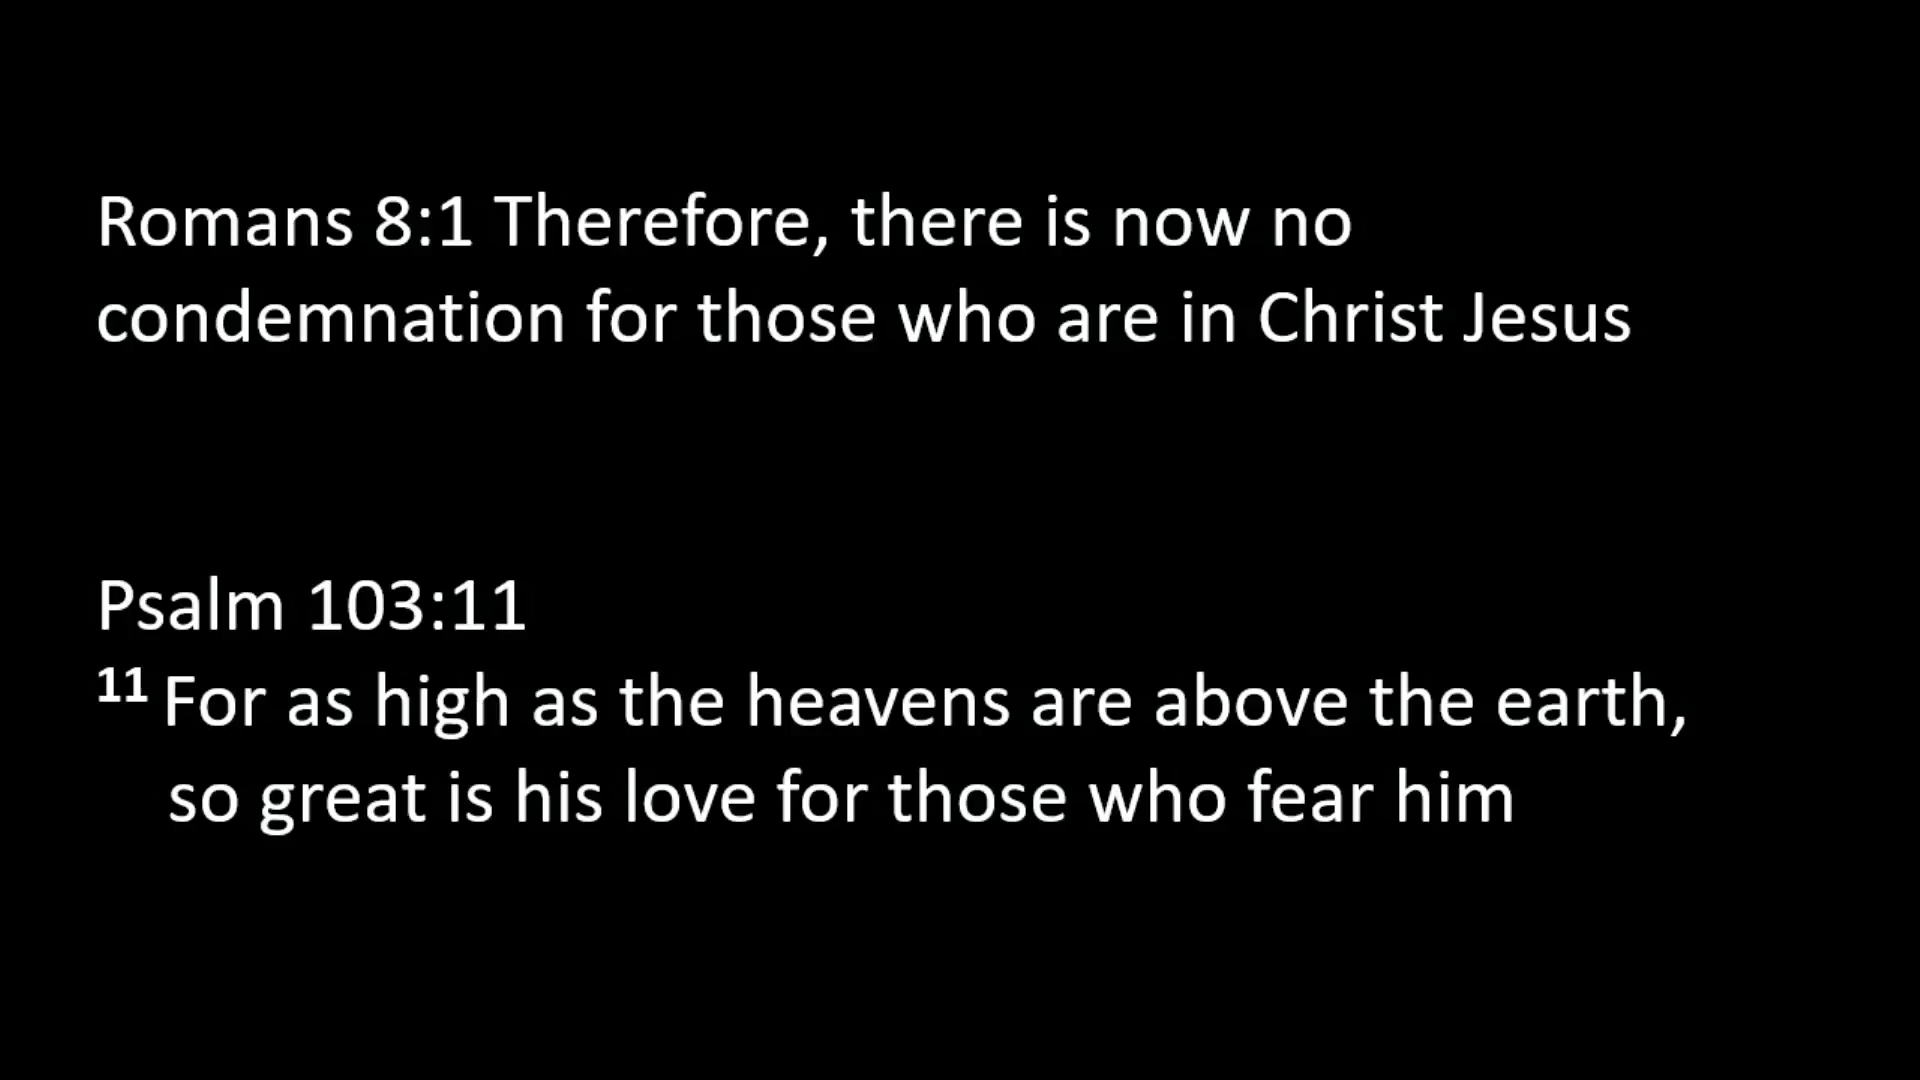 Romans 8:1 Therefore, there is now no
condemnation for those who are in Christ Jesus
Psalm 103:11
11 For as high as the heavens are above the earth,
so great is his love for those who fear him